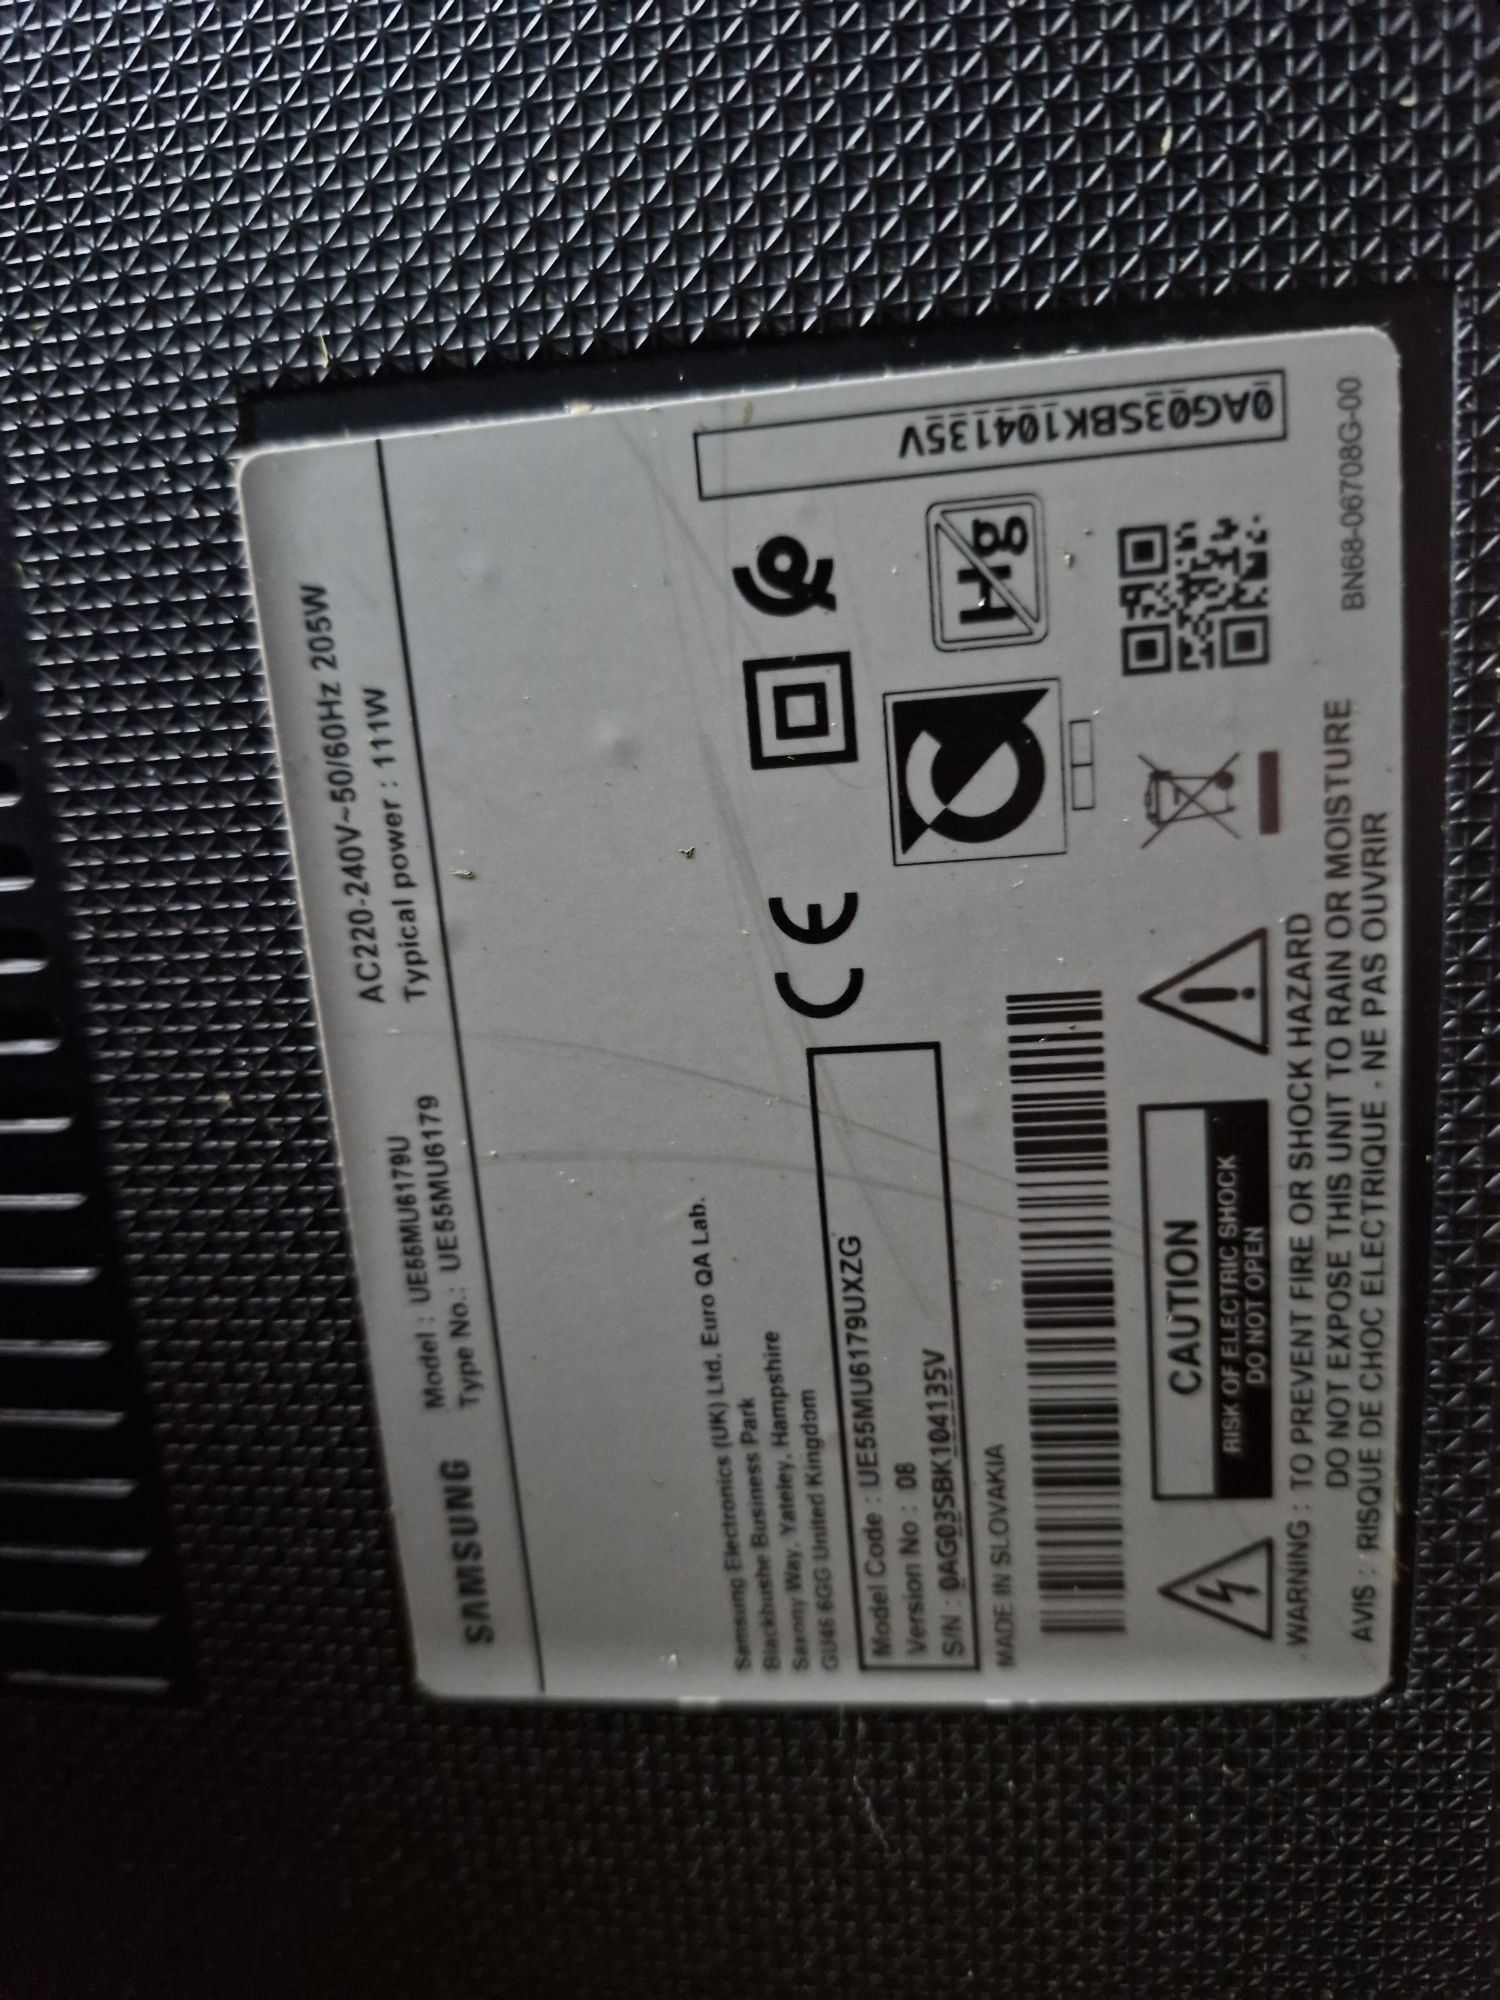 SAMSUNG
Model : UE55MU6179U
Type No.: UE55MU6179
AC220-240V~50/60Hz 205W
Typical power : 111W
Samsung Electronics (UK) Ltd. Euro QA Lab.
Blackbushe Business Park
Saxony Way, Yateley, Hampshire
GU46 6GG United Kingdom
Model Code : UE55MU6179UXZG
Version No : 08
S/N : 0AG03SBK104135V
MADE IN SLOVAKIA
CE
Hg
0AG03SBK104135V
CAUTION
RISK OF ELECTRIC SHOCK
DO NOT OPEN
WARNING : TO PREVENT FIRE OR SHOCK HAZARD
DO NOT EXPOSE THIS UNIT TO RAIN OR MOISTURE
AVIS : RISQUE DE CHOC ELECTRIQUE - NE PAS OUVRIR
BN68-06708G-00